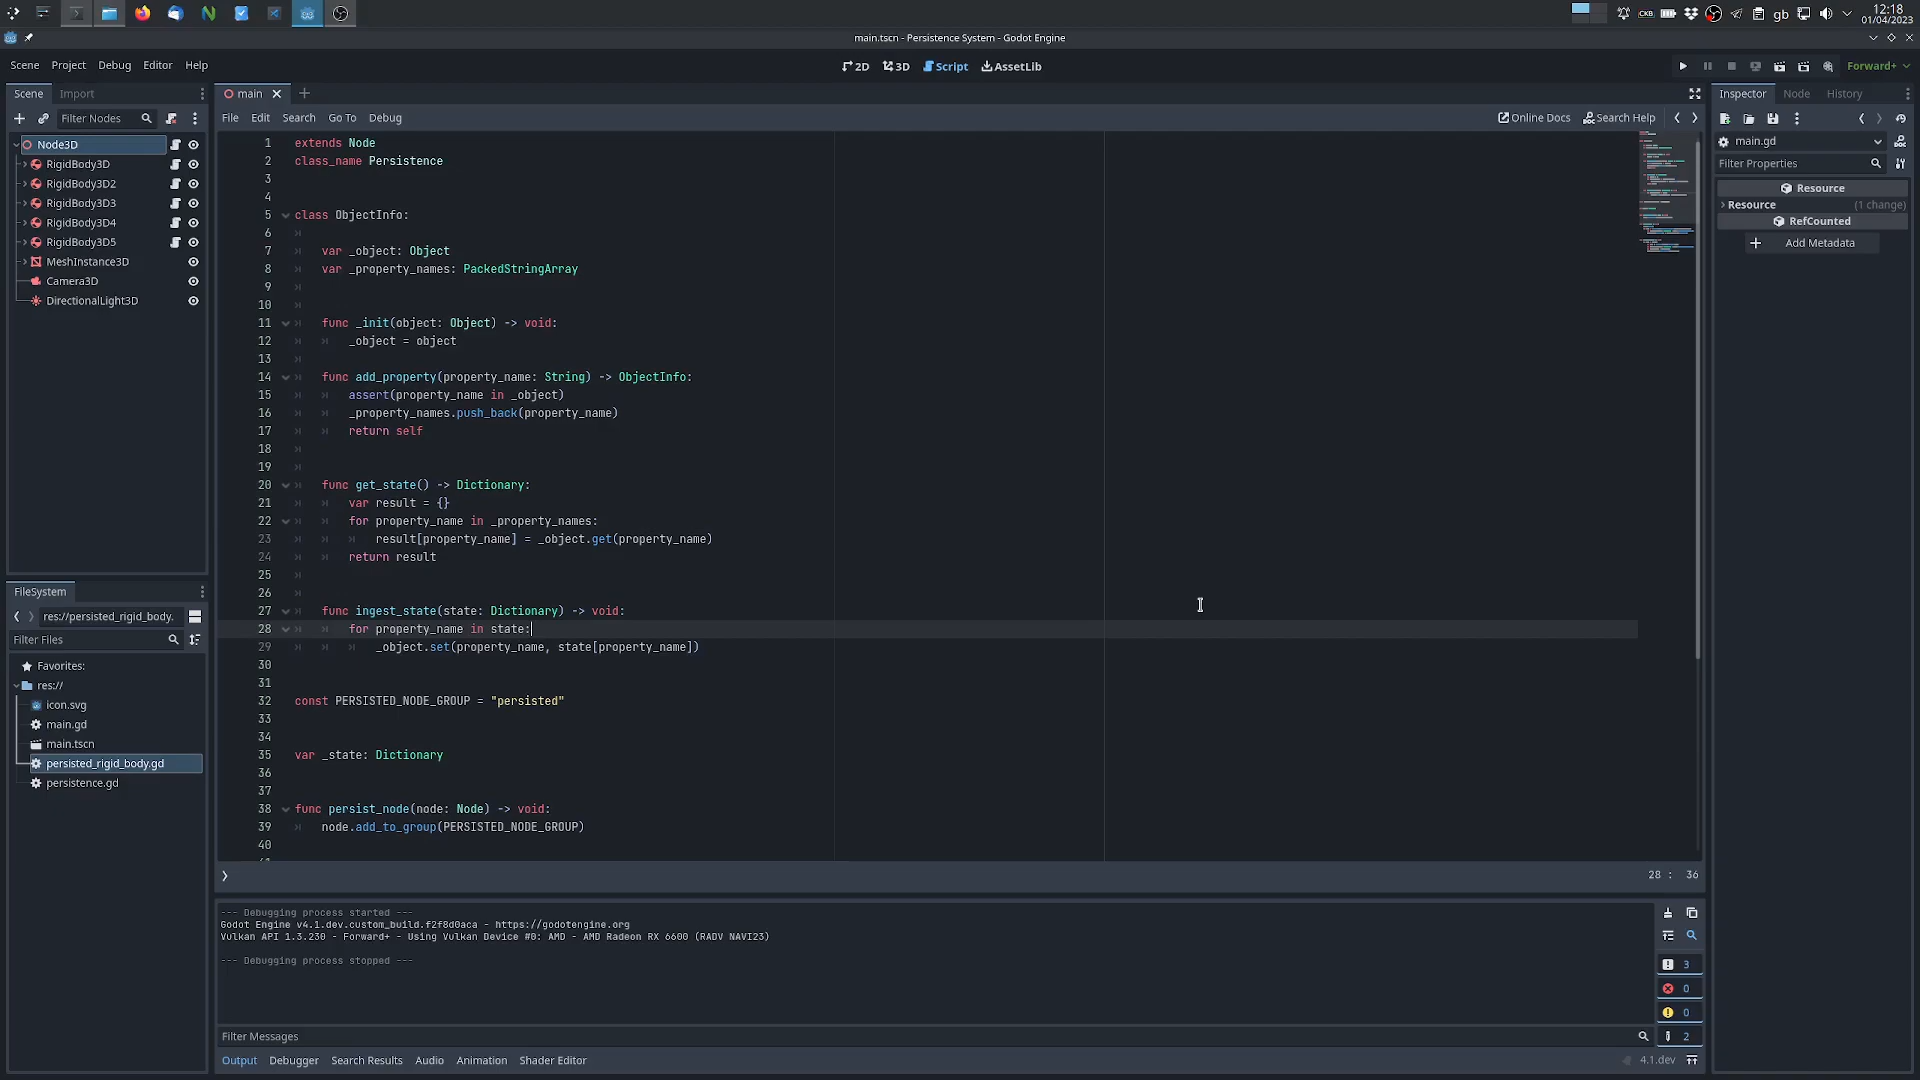 CKB
gb
12:18
01/04/2023
main.tscn - Persistence System - Godot Engine
Scene Project Debug Editor Help
2D 3D Script AssetLib
Forward+
Scene Import
main
Inspector Node History
Filter Nodes
File Edit Search Go To Debug
Online Docs Search Help
main.gd
Filter Properties
Resource
Resource (1 change)
RefCounted
Add Metadata
Node3D
RigidBody3D
RigidBody3D2
RigidBody3D3
RigidBody3D4
RigidBody3D5
MeshInstance3D
Camera3D
DirectionalLight3D
FileSystem
res://persisted_rigid_body.
Filter Files
Favorites:
res://
icon.svg
main.gd
main.tscn
persisted_rigid_body.gd
persistence.gd
1 extends Node
2 class_name Persistence
3
4
5 class ObjectInfo:
6
7 var _object: Object
8 var _property_names: PackedStringArray
9
10
11 func _init(object: Object) -> void:
12 _object = object
13
14 func add_property(property_name: String) -> ObjectInfo:
15 assert(property_name in _object)
16 _property_names.push_back(property_name)
17 return self
18
19
20 func get_state() -> Dictionary:
21 var result = {}
22 for property_name in _property_names:
23 result[property_name] = _object.get(property_name)
24 return result
25
26
27 func ingest_state(state: Dictionary) -> void:
28 for property_name in state:
29 _object.set(property_name, state[property_name])
30
31
32 const PERSISTED_NODE_GROUP = "persisted"
33
34
35 var _state: Dictionary
36
37
38 func persist_node(node: Node) -> void:
39 node.add_to_group(PERSISTED_NODE_GROUP)
40
28 : 36
--- Debugging process started ---
Godot Engine v4.1.dev.custom_build.f2f8d0aca - https://godotengine.org
Vulkan API 1.3.230 - Forward+ - Using Vulkan Device #0: AMD - AMD Radeon RX 6600 (RADV NAVI23)
--- Debugging process stopped ---
3
0
0
2
Filter Messages
Output Debugger Search Results Audio Animation Shader Editor
4.1.dev